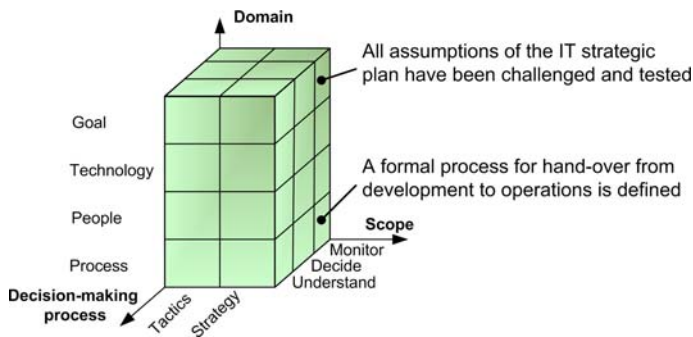 Domain
All assumptions of the IT strategic
plan have been challenged and tested
Goal
Technology
A formal process for hand-over from
development to operations is defined
People
Scope
Process
Monitor
Decide
Understand
Decision-making
process
Tactics
Strategy